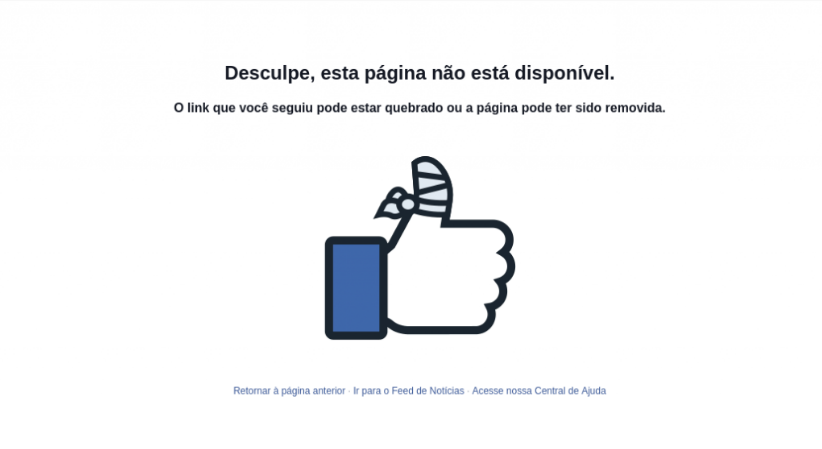 Desculpe, esta página não está disponível.
O link que você seguiu pode estar quebrado ou a página pode ter sido removida.
Retornar à página anterior · Ir para o Feed de Notícias · Acesse nossa Central de Ajuda